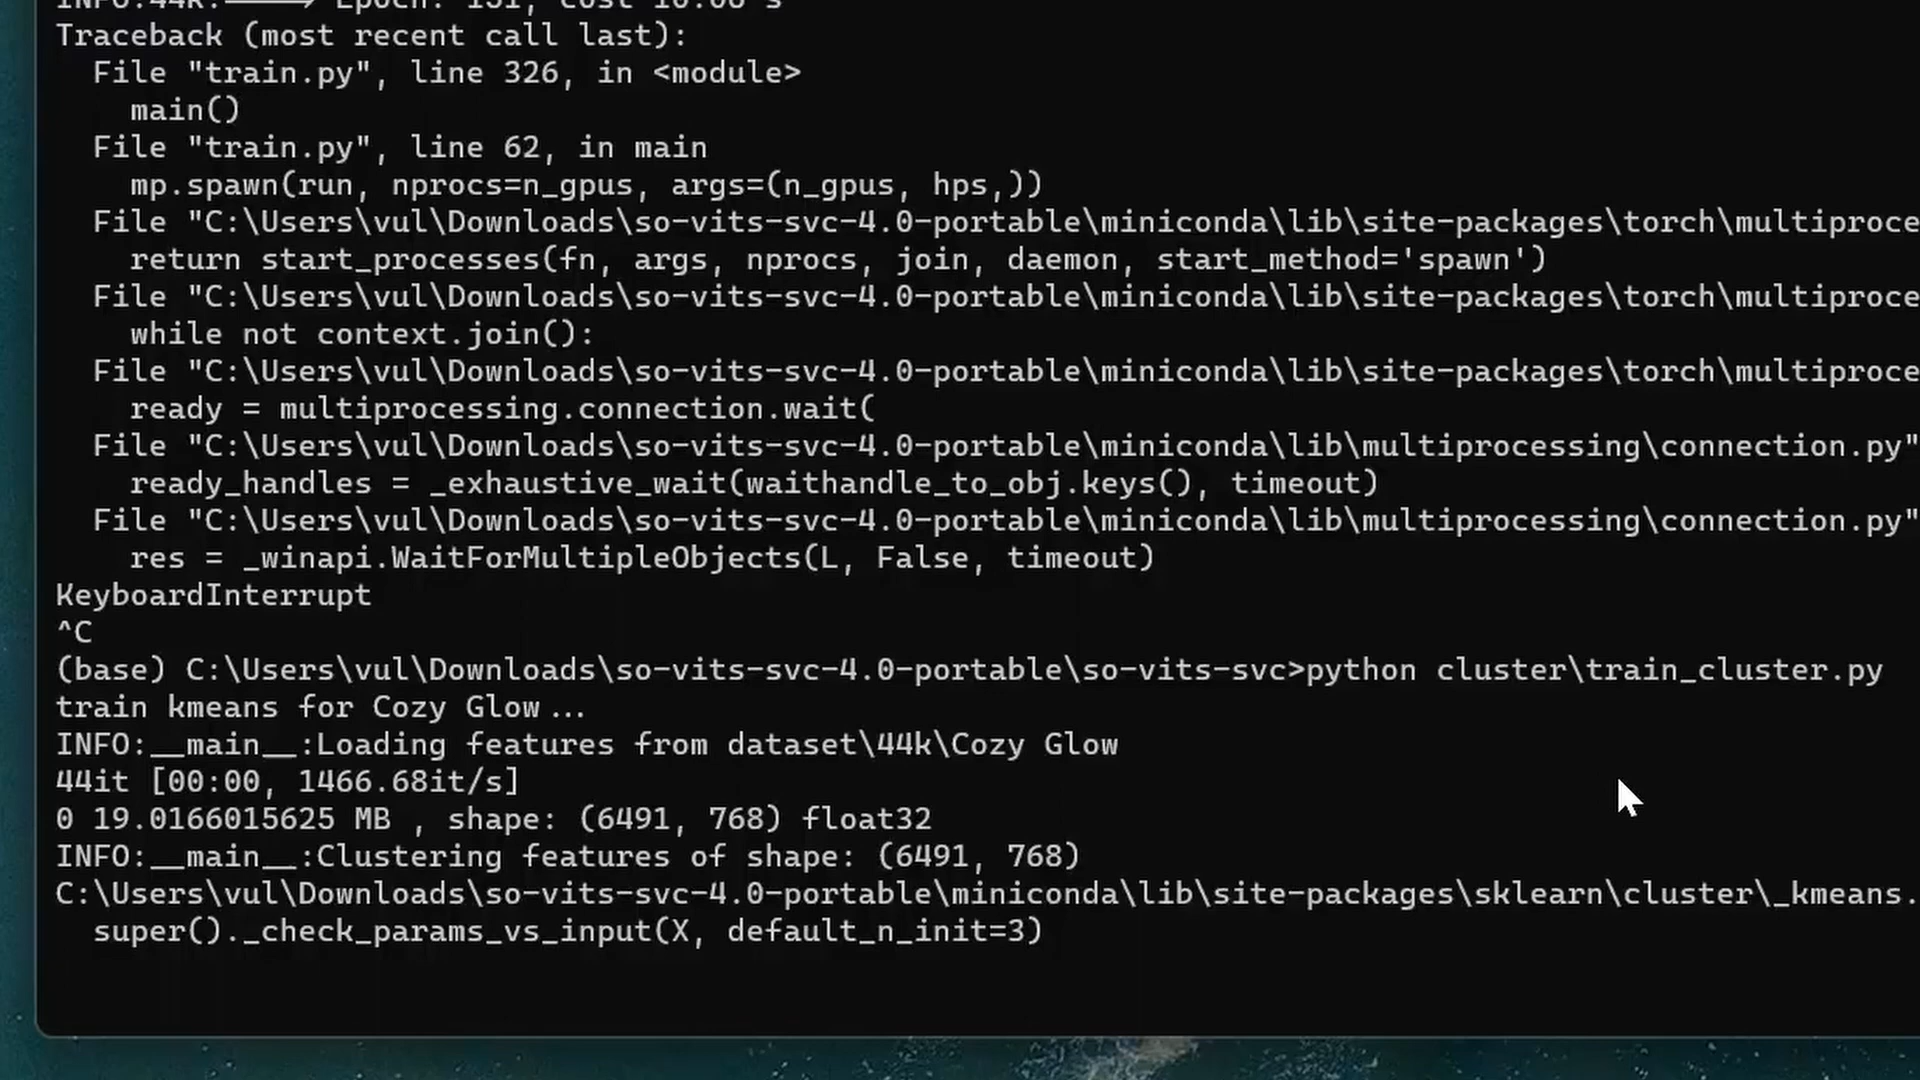 INFO:44k:====> Epoch: 151, cost 10.08 s
Traceback (most recent call last):
File "train.py", line 326, in <module>
main()
File "train.py", line 62, in main
mp.spawn(run, nprocs=n_gpus, args=(n_gpus, hps,))
File "C:\Users\vul\Downloads\so-vits-svc-4.0-portable\miniconda\lib\site-packages\torch\multiproce
return start_processes(fn, args, nprocs, join, daemon, start_method='spawn')
File "C:\Users\vul\Downloads\so-vits-svc-4.0-portable\miniconda\lib\site-packages\torch\multiproce
while not context.join():
File "C:\Users\vul\Downloads\so-vits-svc-4.0-portable\miniconda\lib\site-packages\torch\multiproce
ready = multiprocessing.connection.wait(
File "C:\Users\vul\Downloads\so-vits-svc-4.0-portable\miniconda\lib\multiprocessing\connection.py"
ready_handles = _exhaustive_wait(waithandle_to_obj.keys(), timeout)
File "C:\Users\vul\Downloads\so-vits-svc-4.0-portable\miniconda\lib\multiprocessing\connection.py"
res = _winapi.WaitForMultipleObjects(L, False, timeout)
KeyboardInterrupt
^C
(base) C:\Users\vul\Downloads\so-vits-svc-4.0-portable\so-vits-svc>python cluster\train_cluster.py
train kmeans for Cozy Glow...
INFO:__main__:Loading features from dataset\44k\Cozy Glow
44it [00:00, 1466.68it/s]
0 19.0166015625 MB , shape: (6491, 768) float32
INFO:__main__:Clustering features of shape: (6491, 768)
C:\Users\vul\Downloads\so-vits-svc-4.0-portable\miniconda\lib\site-packages\sklearn\cluster\_kmeans.
super()._check_params_vs_input(X, default_n_init=3)